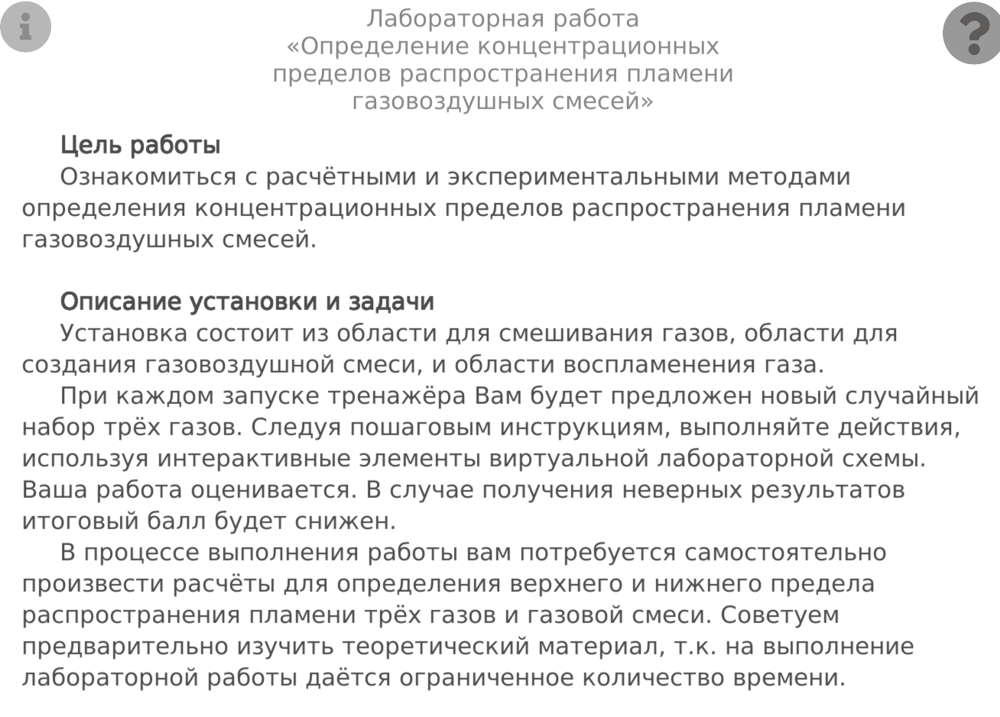 Лабораторная работа
«Определение концентрационных
пределов распространения пламени
газовоздушных смесей»
Цель работы
Ознакомиться с расчётными и экспериментальными методами
определения концентрационных пределов распространения пламени
газовоздушных смесей.
Описание установки и задачи
Установка состоит из области для смешивания газов, области для
создания газовоздушной смеси, и области воспламенения газа.
При каждом запуске тренажёра Вам будет предложен новый случайный
набор трёх газов. Следуя пошаговым инструкциям, выполняйте действия,
используя интерактивные элементы виртуальной лабораторной схемы.
Ваша работа оценивается. В случае получения неверных результатов
итоговый балл будет снижен.
В процессе выполнения работы вам потребуется самостоятельно
произвести расчёты для определения верхнего и нижнего предела
распространения пламени трёх газов и газовой смеси. Советуем
предварительно изучить теоретический материал, т.к. на выполнение
лабораторной работы даётся ограниченное количество времени.